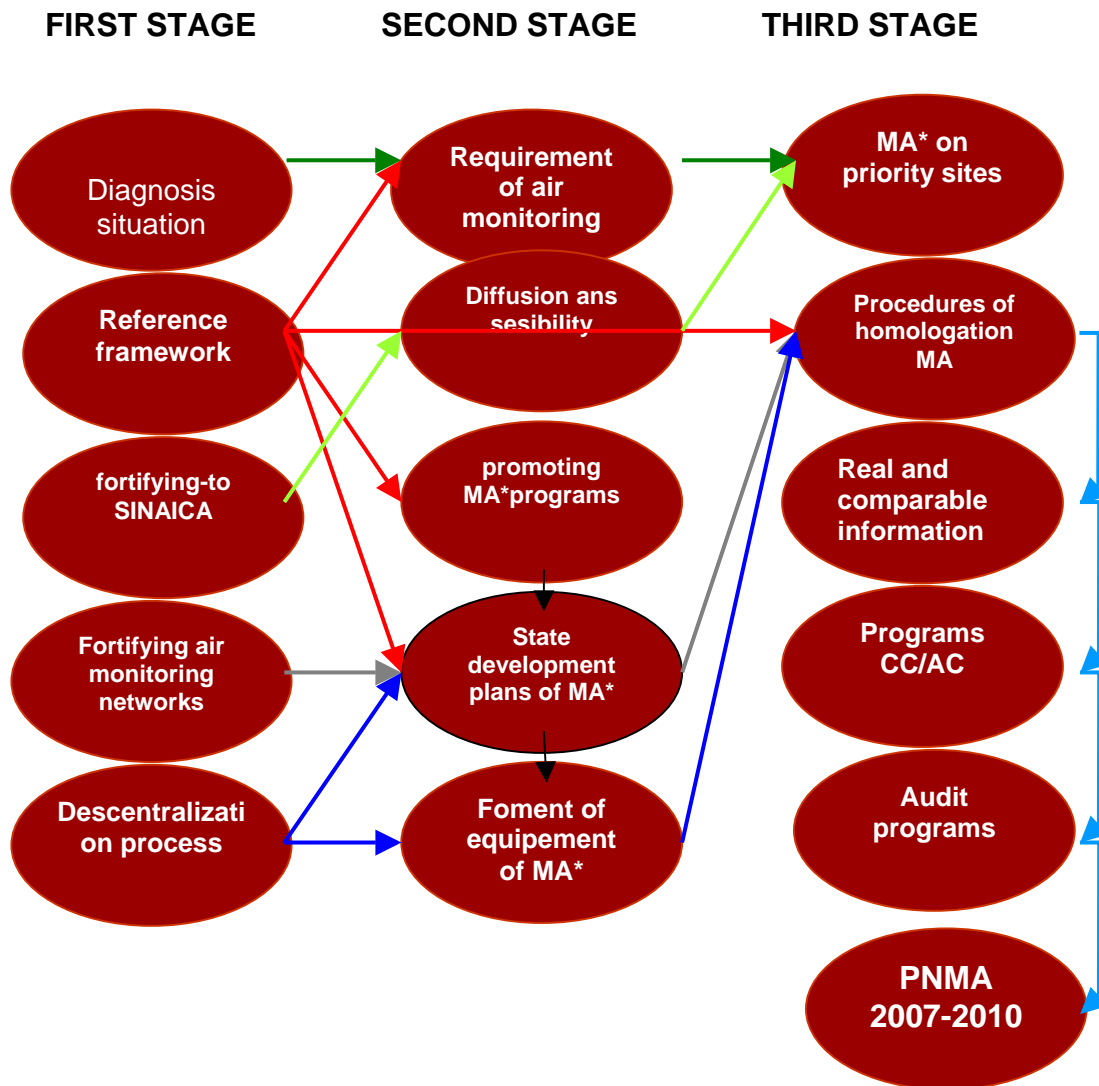 FIRST STAGE
SECOND STAGE
THIRD STAGE
Diagnosis
situation
Reference
framework
fortifying-to
SINAICA
Fortifying air
monitoring
networks
Descentralizati
on process
Requirement
of air
monitoring
Diffusion ans
sesibility
promoting
MA*programs
State
development
plans of MA*
Foment of
equipement
of MA*
MA* on
priority sites
Procedures of
homologation
MA
Real and
comparable
information
Programs
CC/AC
Audit
programs
PNMA
2007-2010